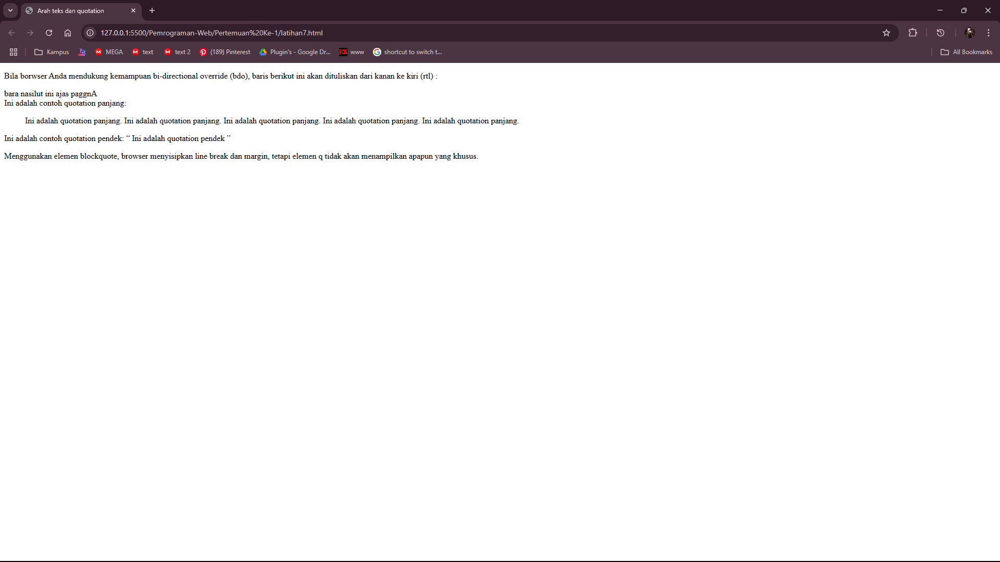 Arah teks dan quotation
127.0.0.1:5500/Pemrograman-Web/Pertemuan%20Ke-1/latihan7.html
Kampus
MEGA
text
text 2
(189) Pinterest
Plugin's - Google Dr...
www
shortcut to switch t...
All Bookmarks
Bila borwser Anda mendukung kemampuan bi-directional override (bdo), baris berikut ini akan dituliskan dari kanan ke kiri (rtl) :
bara nasilut ini ajas paggnA
Ini adalah contoh quotation panjang:
Ini adalah quotation panjang. Ini adalah quotation panjang. Ini adalah quotation panjang. Ini adalah quotation panjang. Ini adalah quotation panjang.
Ini adalah contoh quotation pendek: “ Ini adalah quotation pendek ”
Menggunakan elemen blockquote, browser menyisipkan line break dan margin, tetapi elemen q tidak akan menampilkan apapun yang khusus.